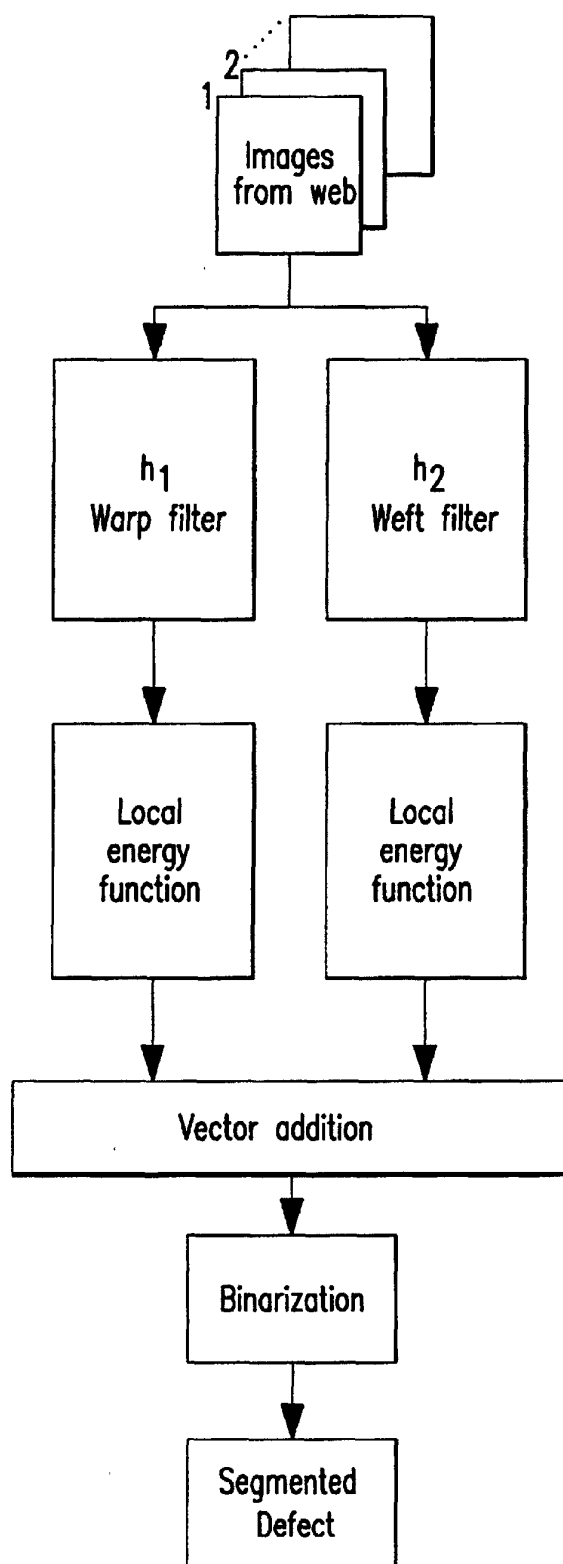 2
1
Images
from web
h1
Warp filter
h2
Weft filter
Local
energy
function
Local
energy
function
Vector addition
Binarization
Segmented
Defect